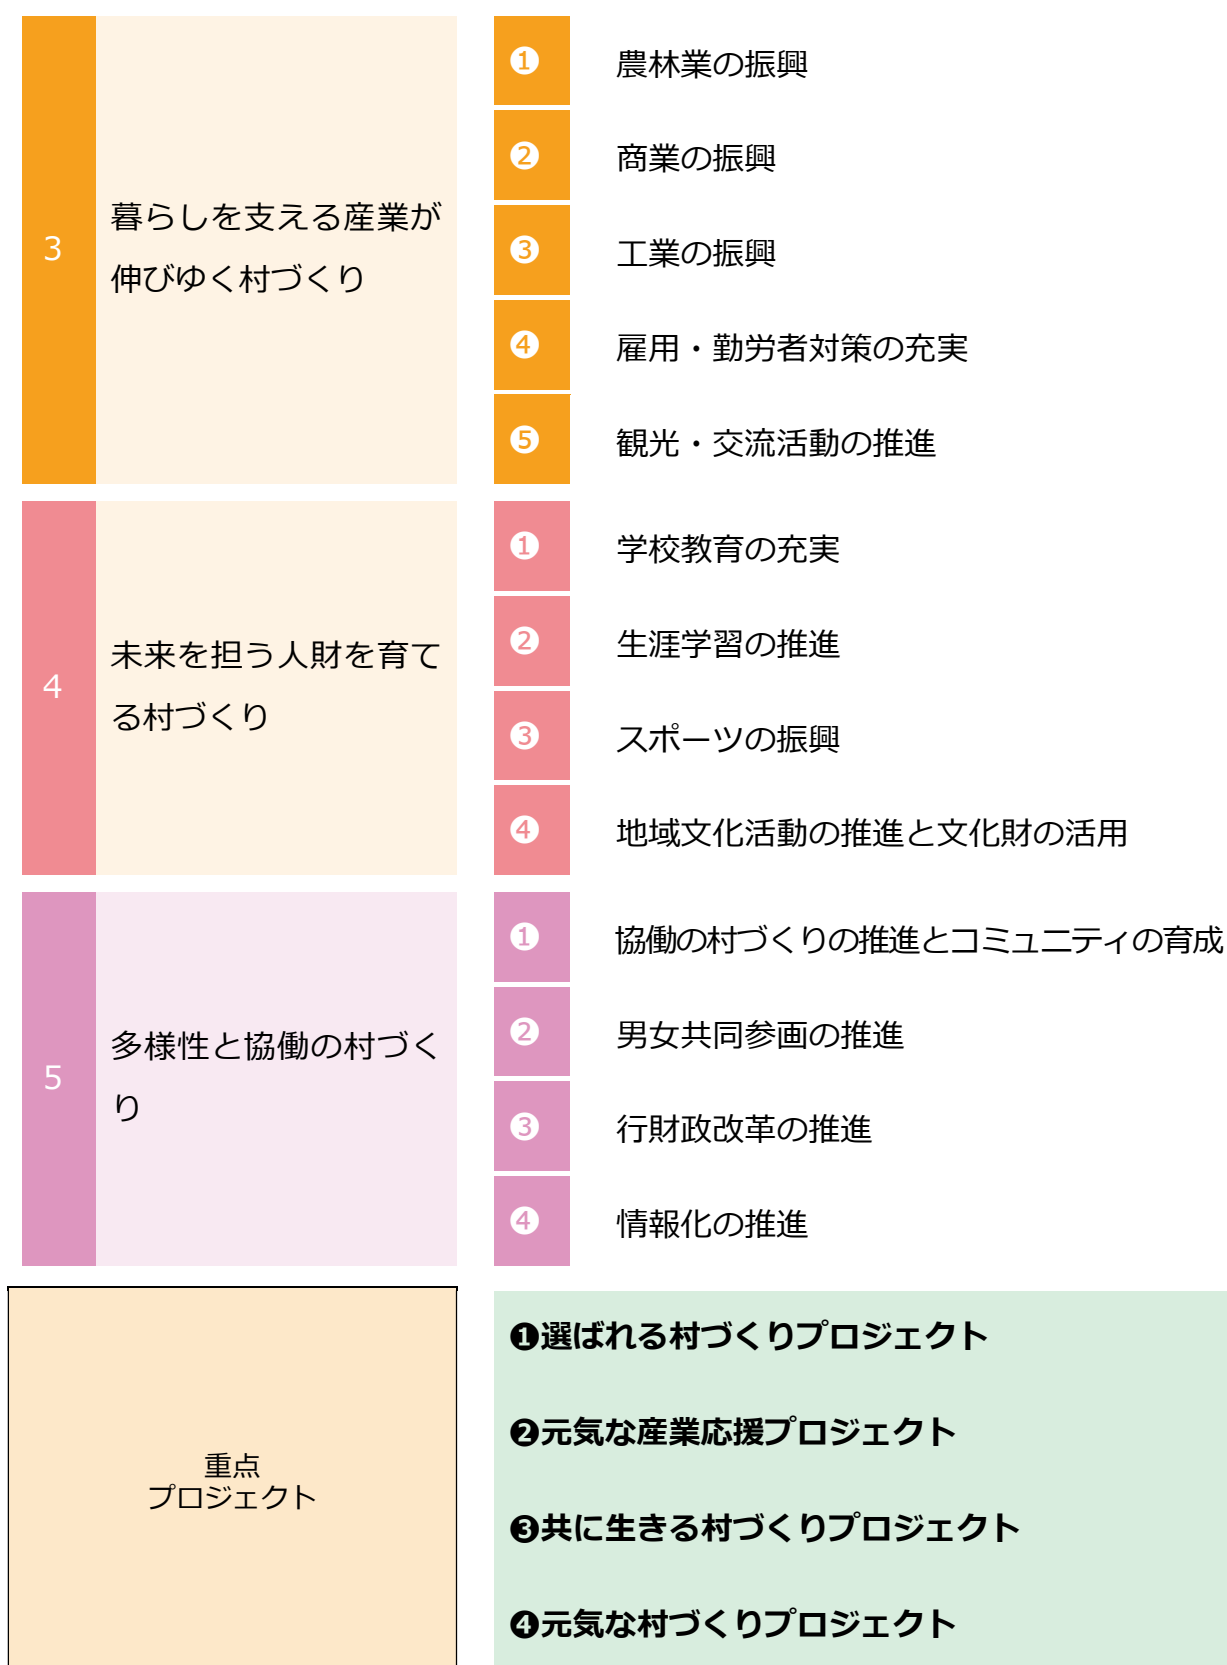 3
暮らしを支える産業が
伸びゆく村づくり
❶ 農林業の振興
❷ 商業の振興
❸ 工業の振興
❹ 雇用・勤労者対策の充実
❺ 観光・交流活動の推進
4
未来を担う人財を育て
る村づくり
❶ 学校教育の充実
❷ 生涯学習の推進
❸ スポーツの振興
❹ 地域文化活動の推進と文化財の活用
5
多様性と協働の村づく
り
❶ 協働の村づくりの推進とコミュニティの育成
❷ 男女共同参画の推進
❸ 行財政改革の推進
❹ 情報化の推進
重点
プロジェクト
❶選ばれる村づくりプロジェクト
❷元気な産業応援プロジェクト
❸共に生きる村づくりプロジェクト
❹元気な村づくりプロジェクト